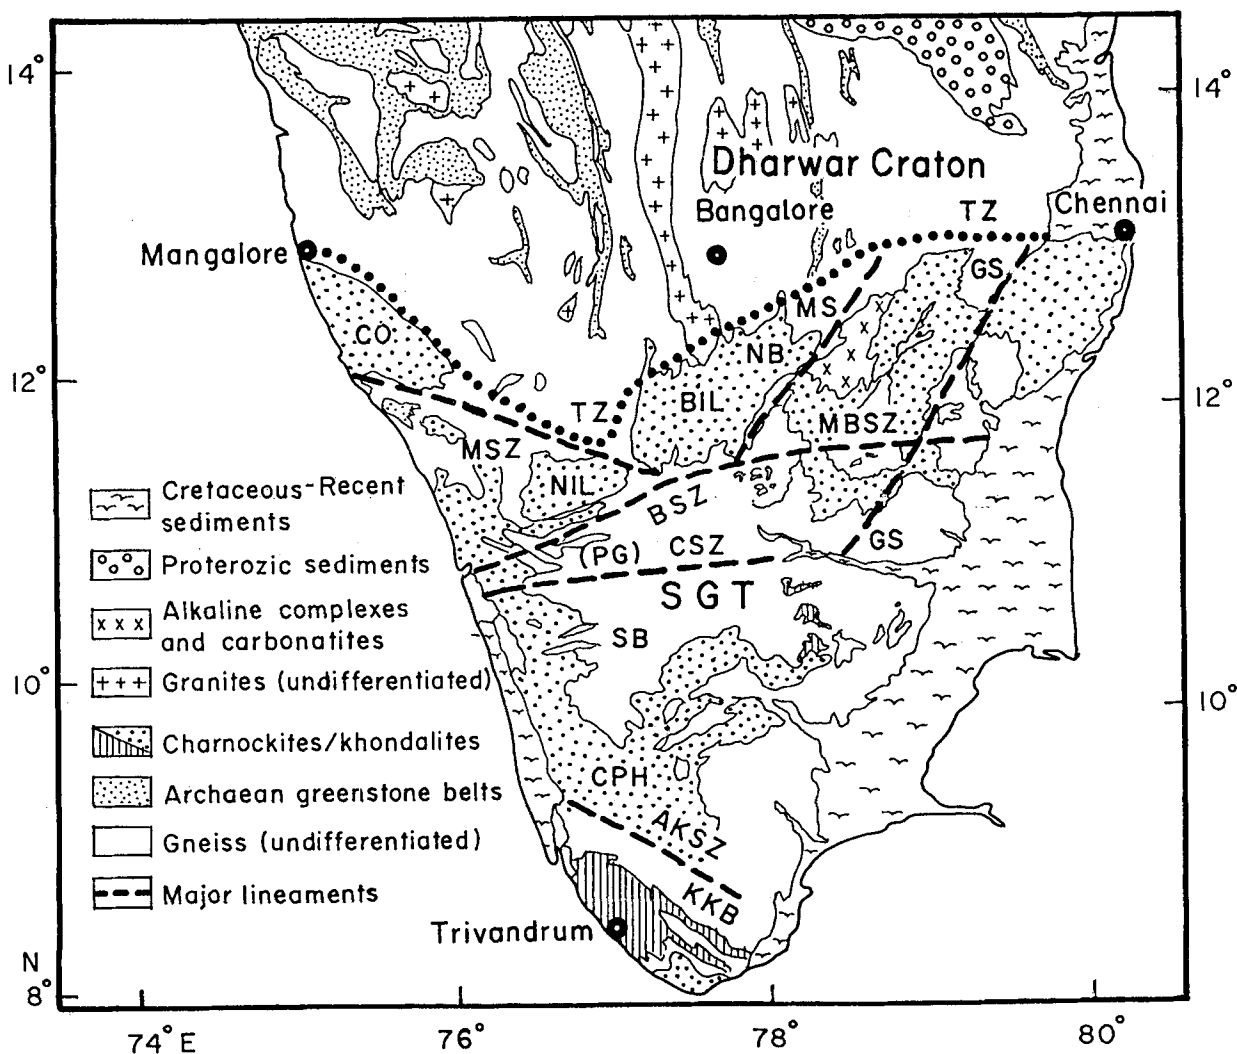 14°
14°
Dharwar Craton
Bangalore
TZ
Chennai
Mangalore
GS
MS
CO
NB
12°
12°
BIL
TZ
MBSZ
MSZ
NIL
BSZ
Cretaceous-Recent
sediments
(PG)
CSZ
GS
Proterozic sediments
SGT
Alkaline complexes
and carbonatites
SB
xxx
10°
+++
Granites (undifferentiated)
10°
Charnockites/khondalites
CPH
Archaean greenstone belts
AKSZ
Gneiss (undifferentiated)
Major lineaments
KKB
Trivandrum
N
8°
74°E
76°
78°
80°